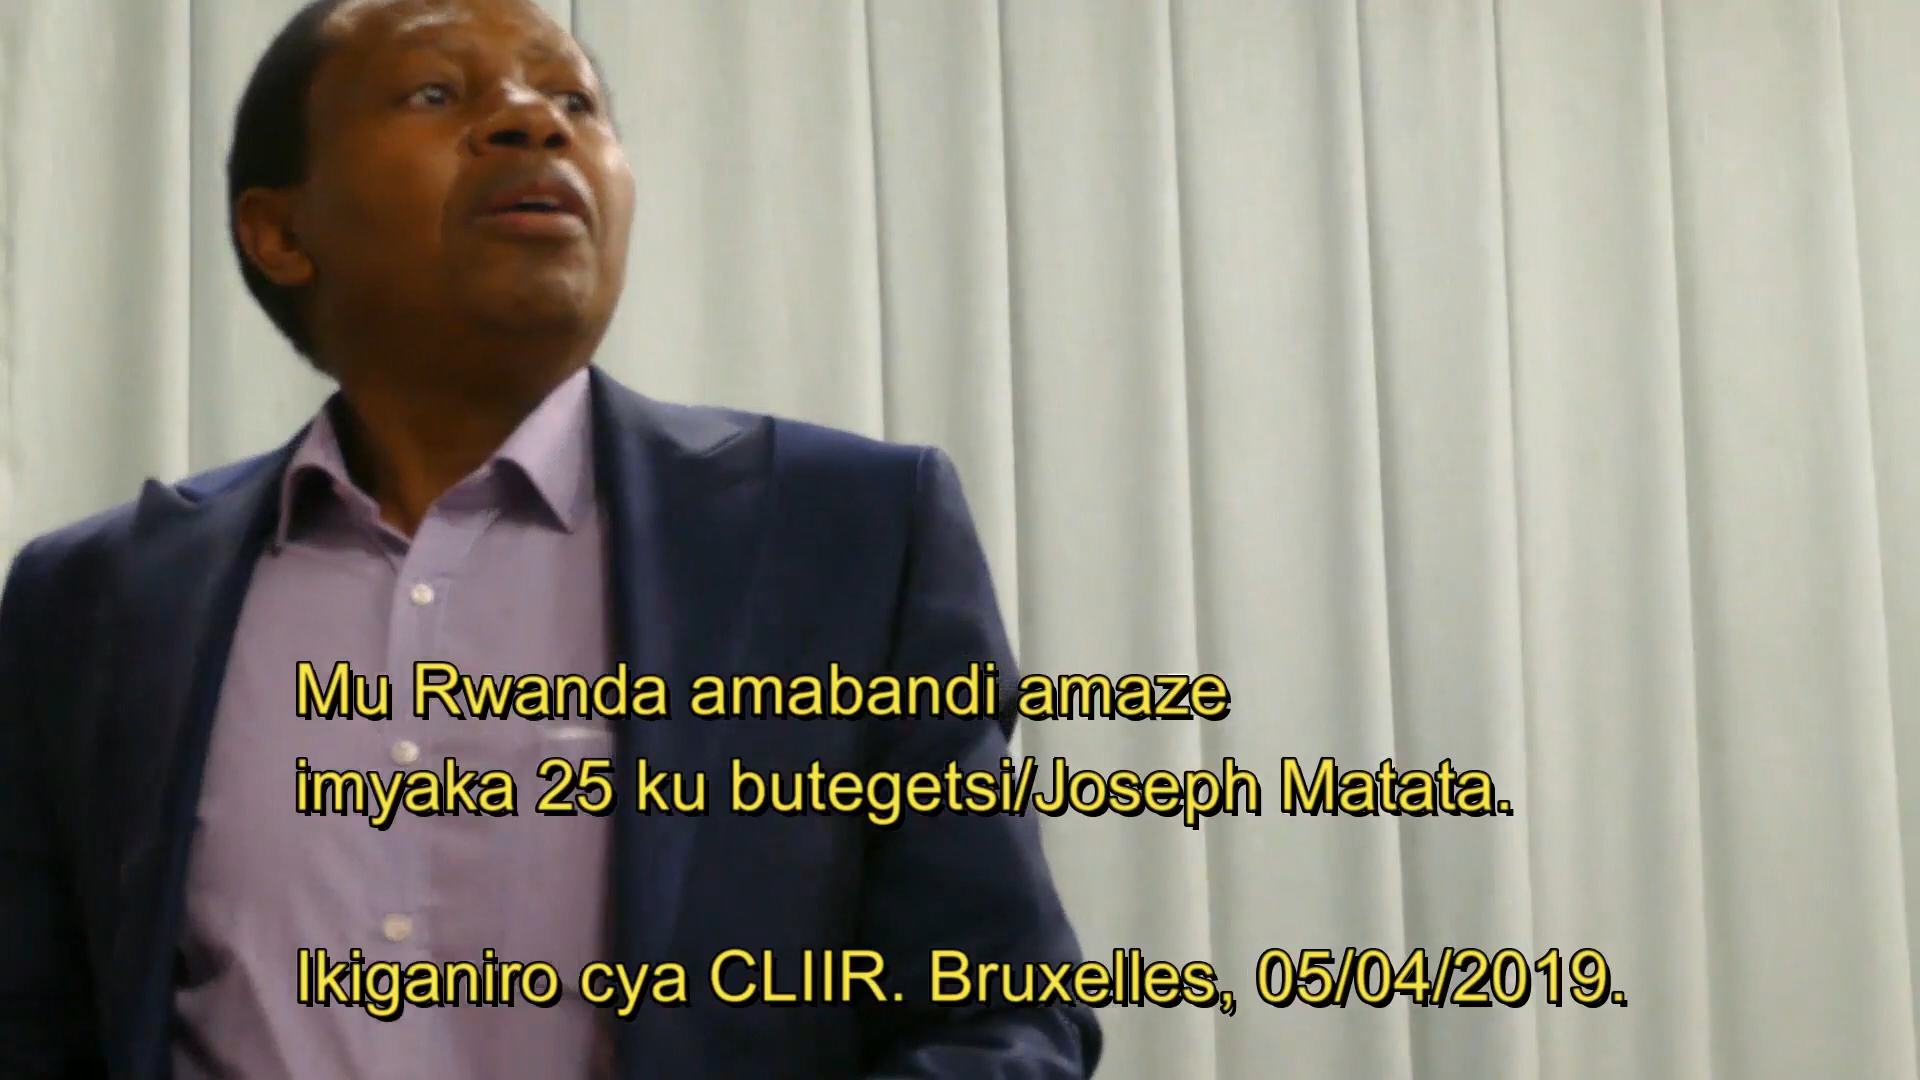 Mu Rwanda amabandi amaze
imyaka 25 ku butegetsi/Joseph Matata.
Ikiganiro cya CLIIR. Bruxelles, 05/04/2019.